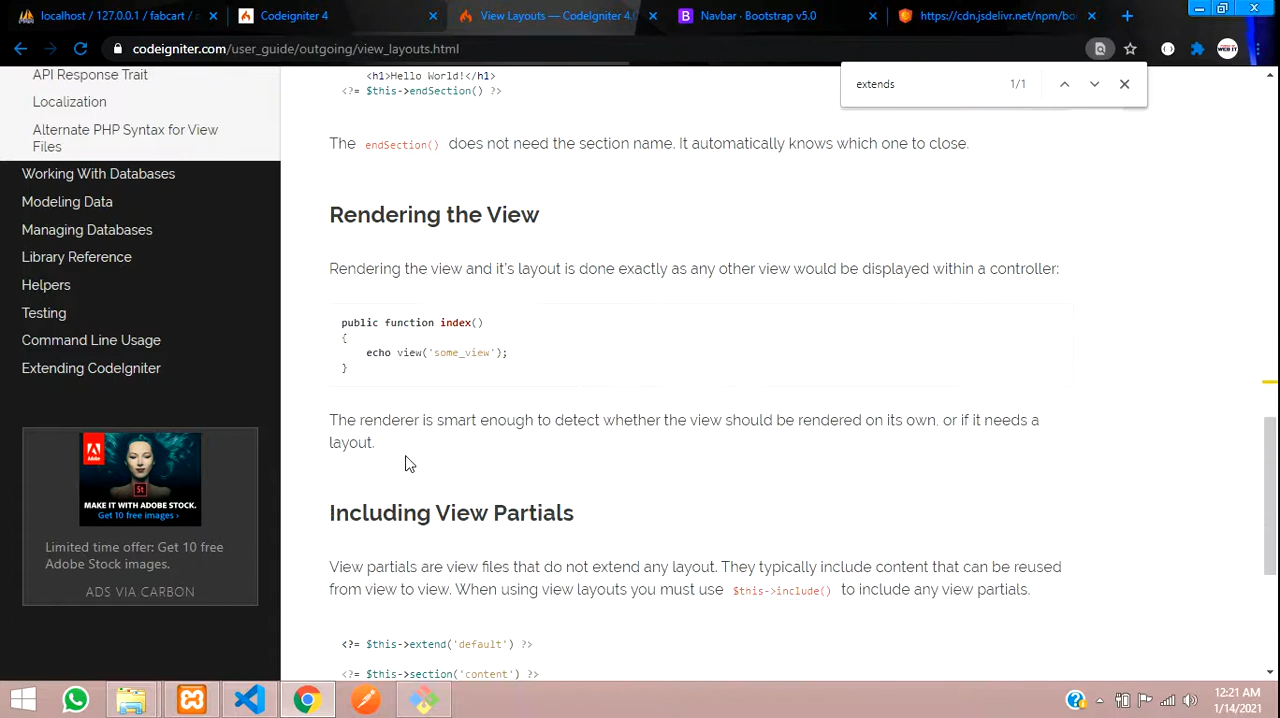 localhost / 127.0.0.1 / fabcart /
Codeigniter 4
View Layouts — CodeIgniter 4.0
Navbar · Bootstrap v5.0
https://cdn.jsdelivr.net/npm/bo
codeigniter.com/user_guide/outgoing/view_layouts.html
extends 1/1
API Response Trait
Localization
Alternate PHP Syntax for View
Files
Working With Databases
Modeling Data
Managing Databases
Library Reference
Helpers
Testing
Command Line Usage
Extending CodeIgniter
MAKE IT WITH ADOBE STOCK.
Get 10 free images ›
Limited time offer: Get 10 free
Adobe Stock images.
ADS VIA CARBON
<h1>Hello World!</h1>
<?= $this->endSection() ?>
The endSection() does not need the section name. It automatically knows which one to close.
Rendering the View
Rendering the view and it's layout is done exactly as any other view would be displayed within a controller:
public function index()
{
echo view('some_view');
}
The renderer is smart enough to detect whether the view should be rendered on its own, or if it needs a
layout.
Including View Partials
View partials are view files that do not extend any layout. They typically include content that can be reused
from view to view. When using view layouts you must use $this->include() to include any view partials.
<?= $this->extend('default') ?>
<?= $this->section('content') ?>
12:21 AM
1/14/2021